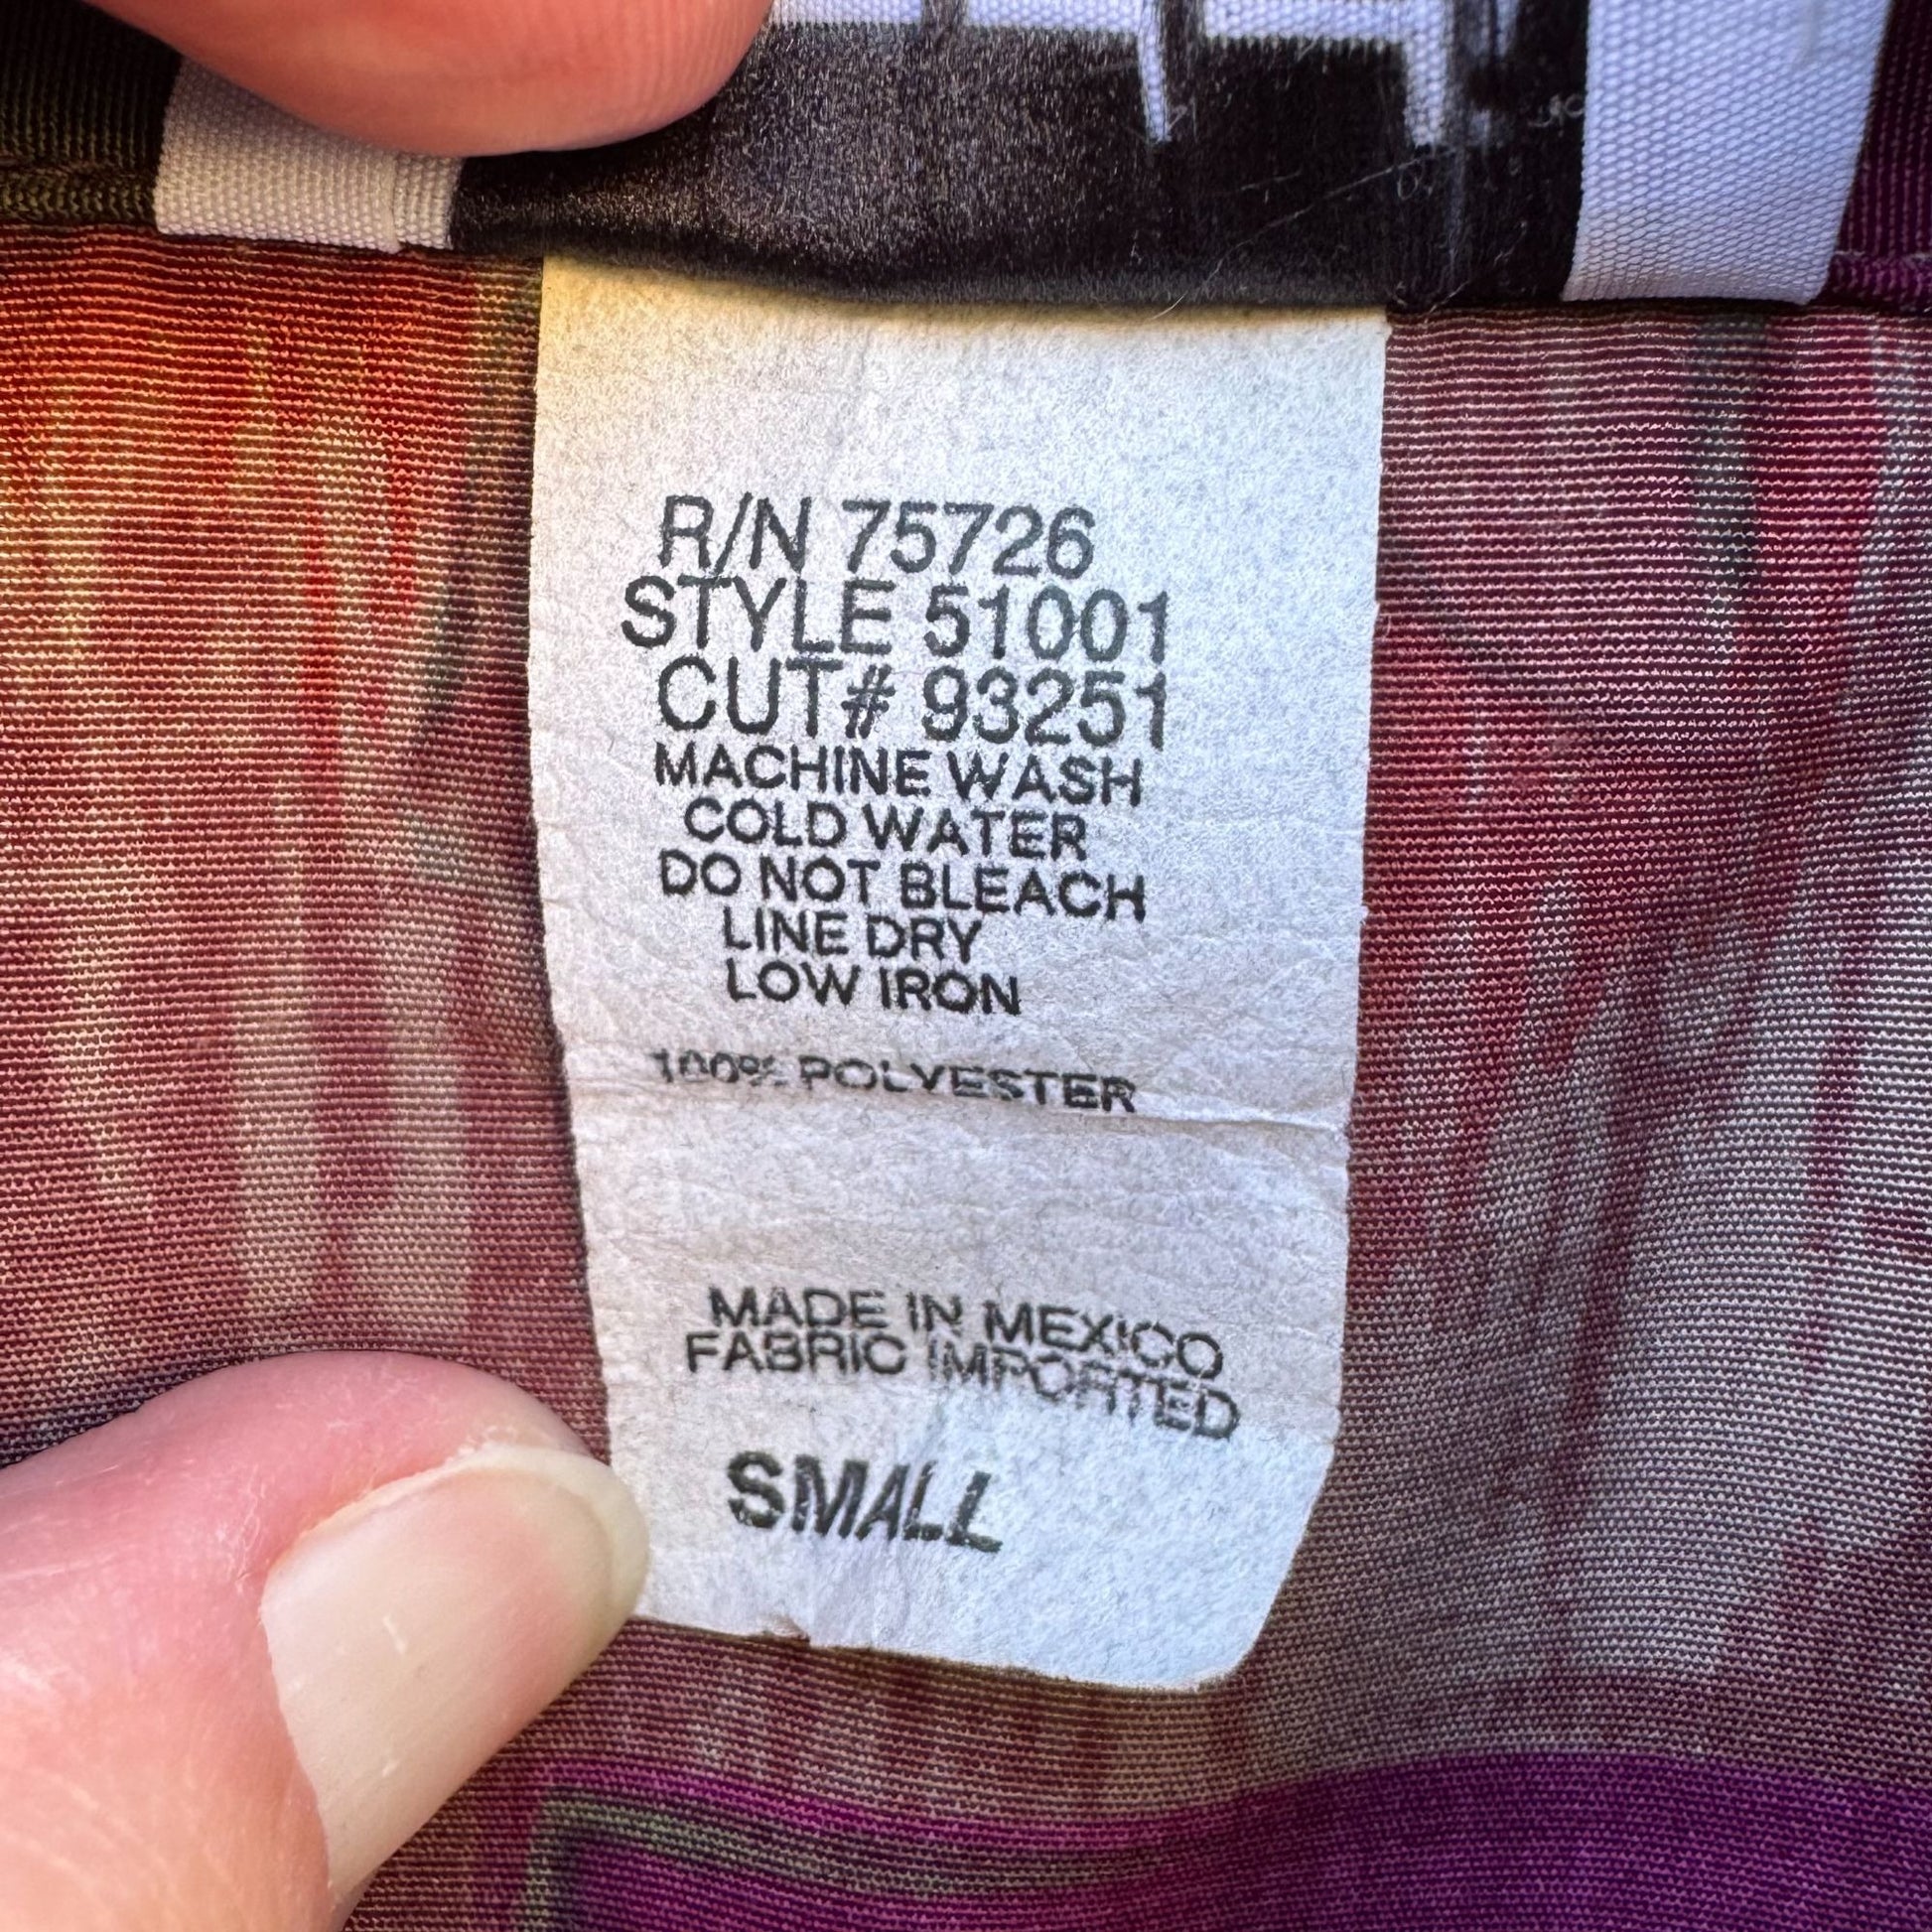 R/N 75726
STYLE 51001
CUT# 93251
MACHINE WASH
COLD WATER
DO NOT BLEACH
LINE DRY
LOW IRON
100% POLYESTER
MADE IN MEXICO
FABRIC IMPORTED
SMALL